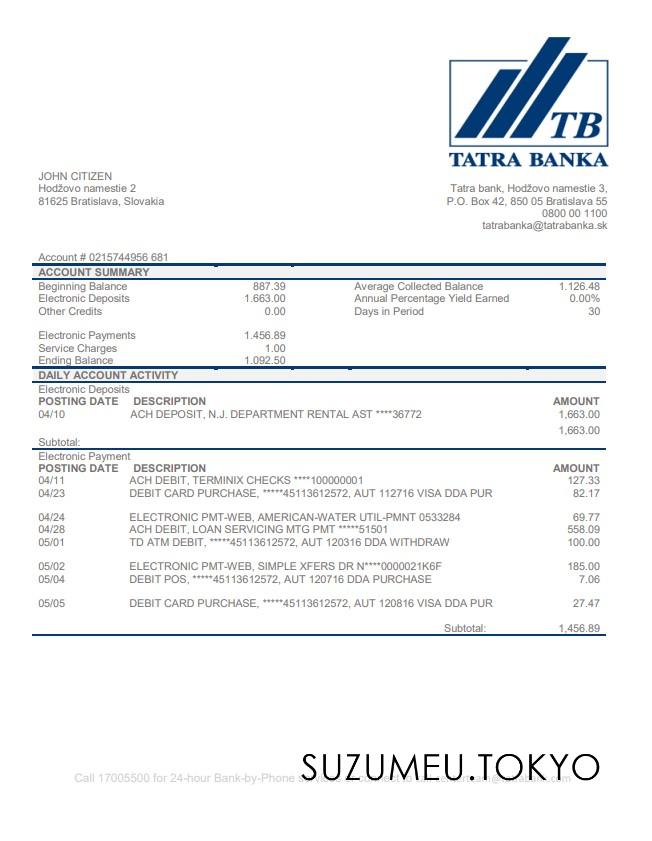 TB
TATRA BANKA
JOHN CITIZEN
Hodžovo namestie 2
81625 Bratislava, Slovakia
Tatra bank, Hodžovo namestie 3,
P.O. Box 42, 850 05 Bratislava 55
0800 00 1100
tatrabanka@tatrabanka.sk
Account # 0215744956 681
ACCOUNT SUMMARY
Beginning Balance 887.39 Average Collected Balance 1.126.48
Electronic Deposits 1.663.00 Annual Percentage Yield Earned 0.00%
Other Credits 0.00 Days in Period 30
Electronic Payments 1.456.89
Service Charges 1.00
Ending Balance 1.092.50
DAILY ACCOUNT ACTIVITY
Electronic Deposits
POSTING DATE DESCRIPTION AMOUNT
04/10 ACH DEPOSIT, N.J. DEPARTMENT RENTAL AST ****36772 1,663.00
1,663.00
Subtotal:
Electronic Payment
POSTING DATE DESCRIPTION AMOUNT
04/11 ACH DEBIT, TERMINIX CHECKS ****100000001 127.33
04/23 DEBIT CARD PURCHASE, *****45113612572, AUT 112716 VISA DDA PUR 82.17
04/24 ELECTRONIC PMT-WEB, AMERICAN-WATER UTIL-PMNT 0533284 69.77
04/28 ACH DEBIT, LOAN SERVICING MTG PMT *****51501 558.09
05/01 TD ATM DEBIT, *****45113612572, AUT 120316 DDA WITHDRAW 100.00
05/02 ELECTRONIC PMT-WEB, SIMPLE XFERS DR N****0000021K6F 185.00
05/04 DEBIT POS, *****45113612572, AUT 120716 DDA PURCHASE 7.06
05/05 DEBIT CARD PURCHASE, *****45113612572, AUT 120816 VISA DDA PUR 27.47
Subtotal: 1,456.89
SUZUMEU.TOKYO
Call 17005500 for 24-hour Bank-by-Phone